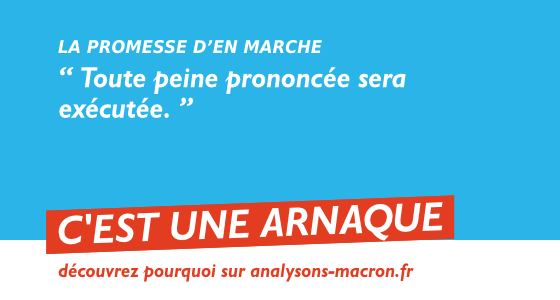 LA PROMESSE D’EN MARCHE
“ Toute peine prononcée sera
exécutée. ”
C'EST UNE ARNAQUE
découvrez pourquoi sur analysons-macron.fr